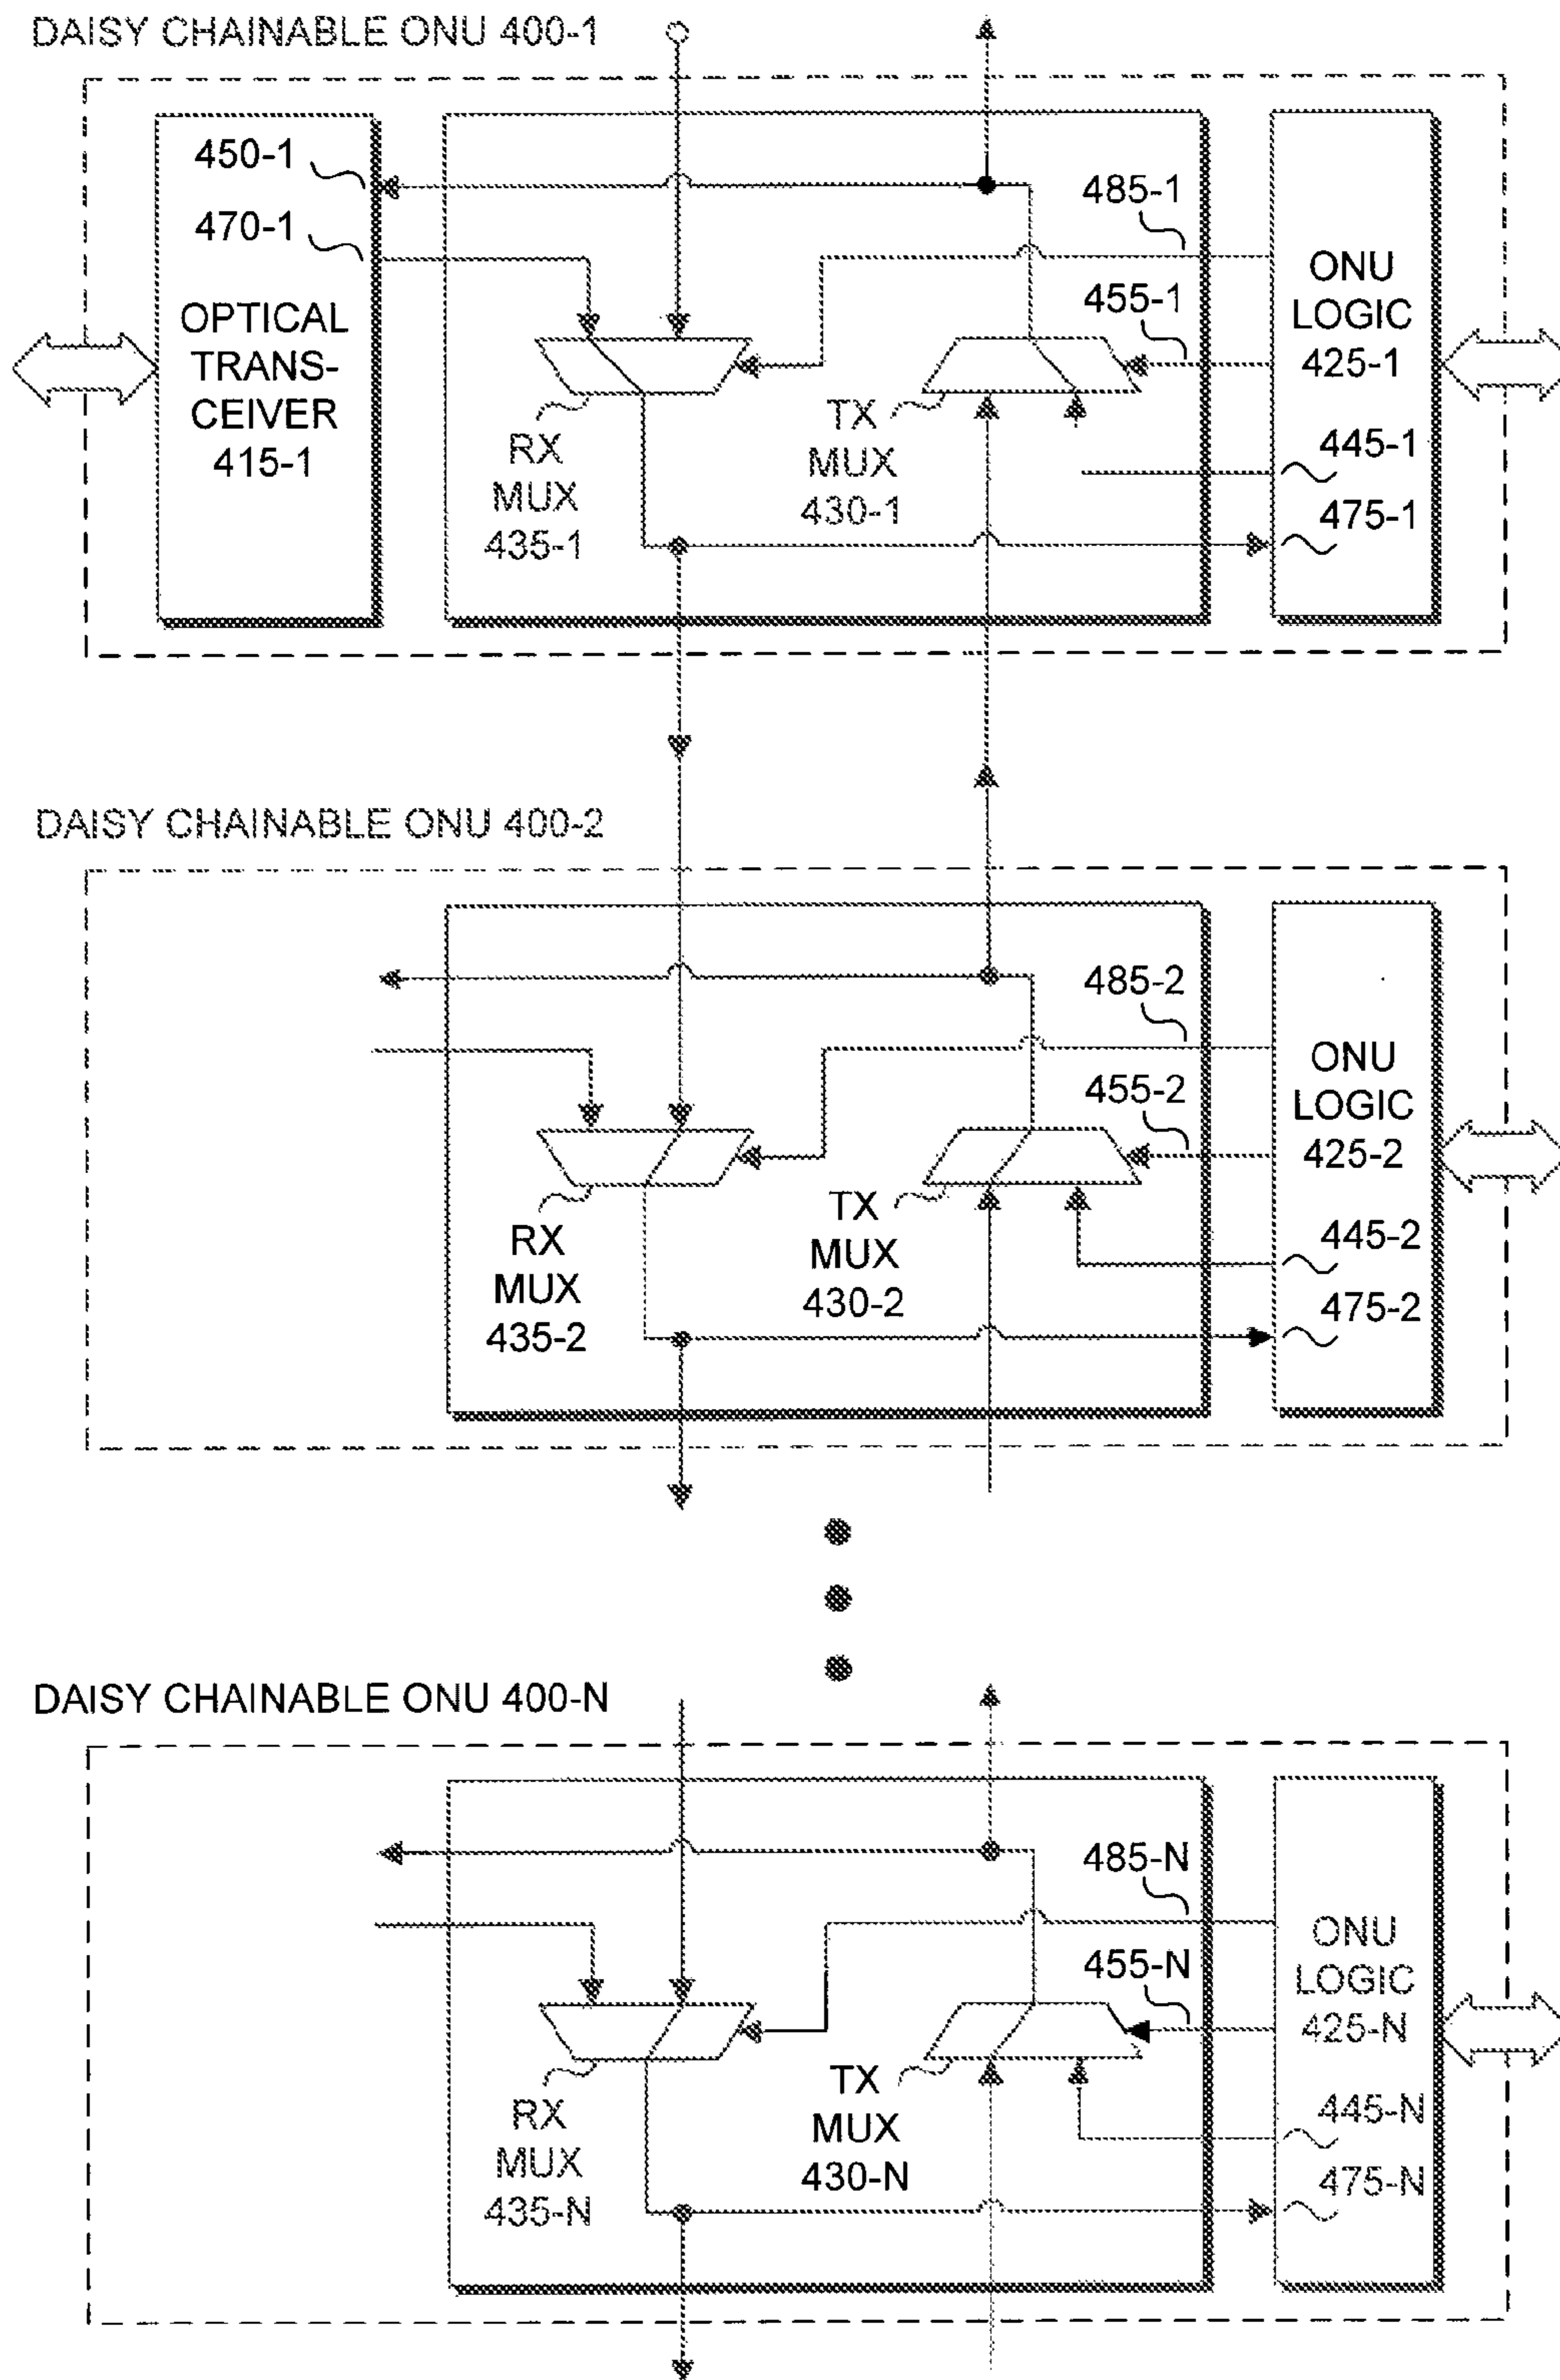 DAISY CHAINABLE ONU 400-1
450-1
470-1
OPTICAL
TRANS-
CEIVER
415-1
RX
MUX
435-1
TX
MUX
430-1
485-1
455-1
ONU
LOGIC
425-1
445-1
475-1
DAISY CHAINABLE ONU 400-2
RX
MUX
435-2
TX
MUX
430-2
485-2
455-2
ONU
LOGIC
425-2
445-2
475-2
DAISY CHAINABLE ONU 400-N
RX
MUX
435-N
TX
MUX
430-N
485-N
455-N
ONU
LOGIC
425-N
445-N
475-N